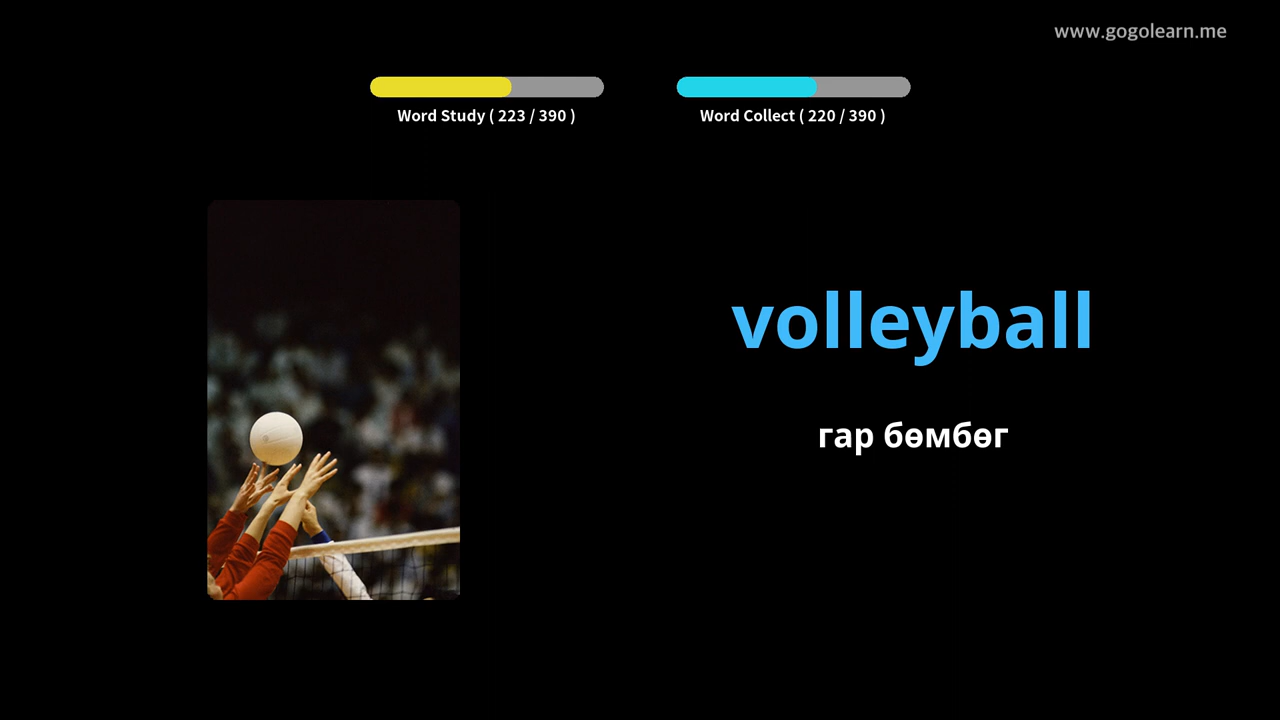 www.gogolearn.me
Word Study ( 223 / 390 )
Word Collect ( 220 / 390 )
volleyball
гар бөмбөг